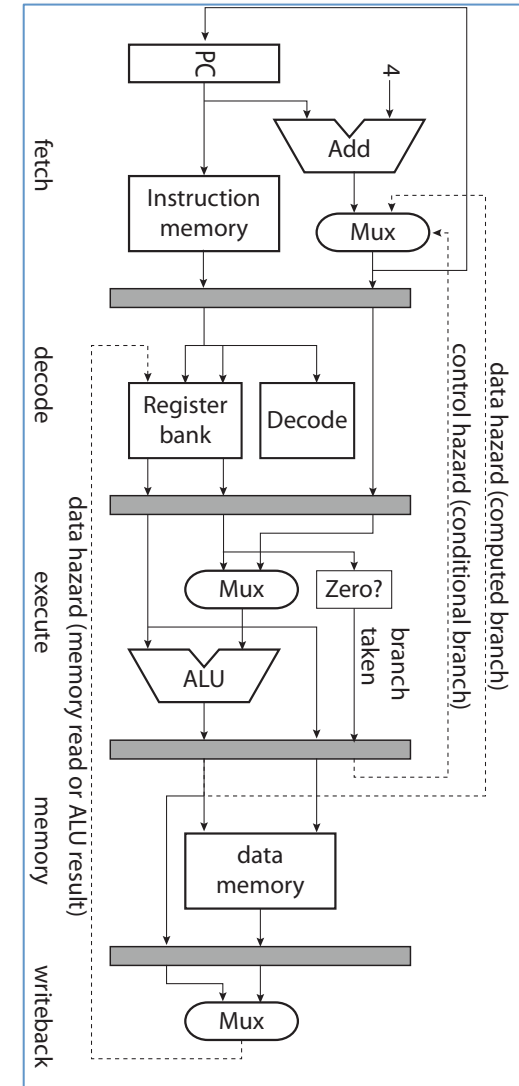 PC
4
Add
fetch
Instruction
memory
Mux
decode
Register
bank
Decode
data hazard (computed branch)
control hazard (conditional branch)
data hazard (memory read or ALU result)
execute
Mux
Zero?
branch
taken
ALU
memory
data
memory
writeback
Mux